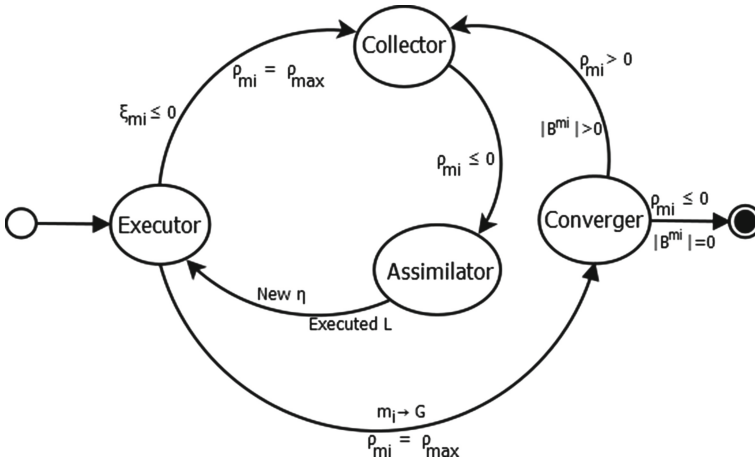 Collector
ρmi = ρmax
ξmi ≤ 0
ρmi > 0
|Bmi|>0
ρmi ≤ 0
Executor
Converger
ρmi ≤ 0
|Bmi|=0
Assimilator
New η
Executed L
mi→ G
ρmi = ρmax